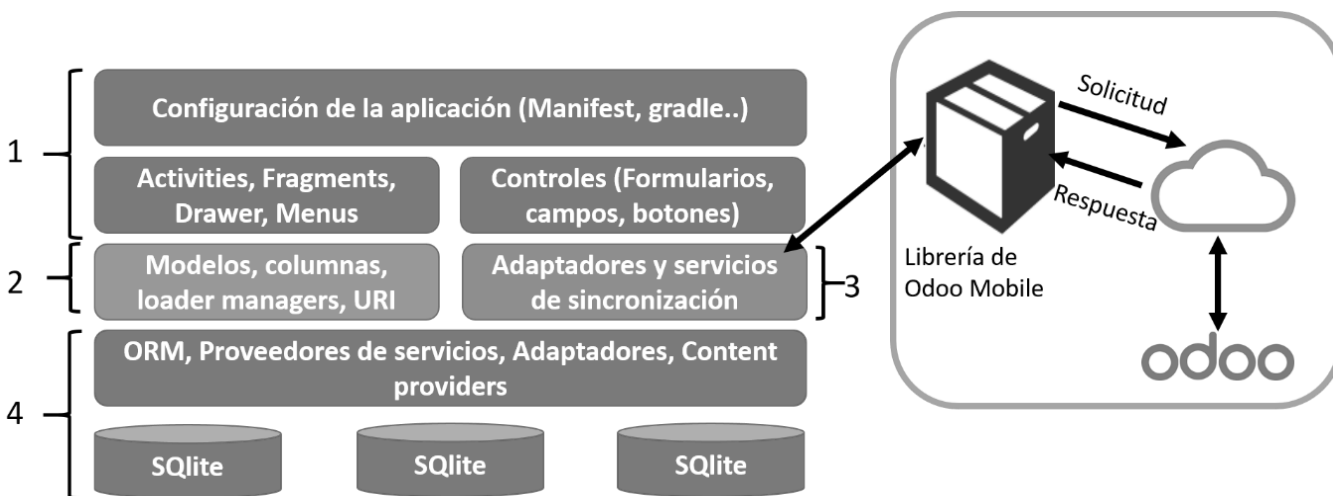 Configuración de la aplicación (Manifest, gradle..)
1
Activities, Fragments,
Drawer, Menus
Controles (Formularios,
campos, botones)
2
Modelos, columnas,
loader managers, URI
Adaptadores y servicios
de sincronización
3
ORM, Proveedores de servicios, Adaptadores, Content
providers
4
SQlite
SQlite
SQlite
Solicitud
Respuesta
Librería de
Odoo Mobile
odoo